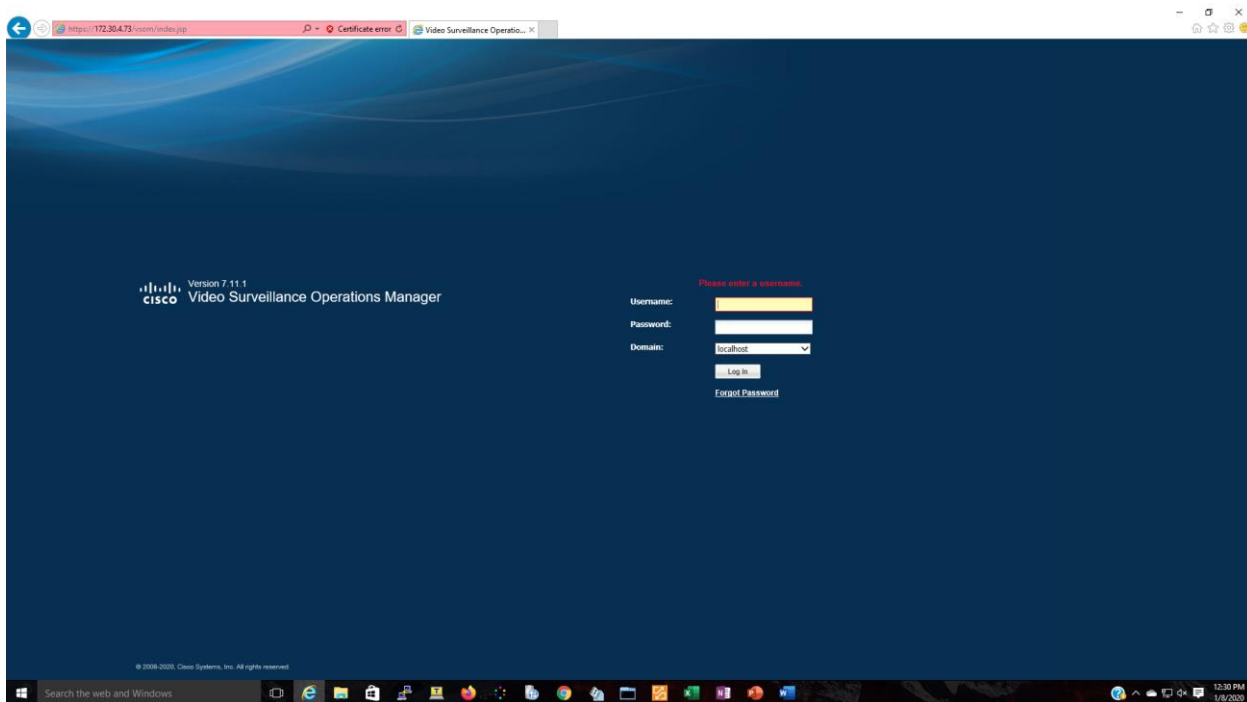 https://172.30.4.73/vsom/index.jsp
Certificate error
Video Surveillance Operatio...
Version 7.11.1
CISCO Video Surveillance Operations Manager
Please enter a username.
Username:
Password:
Domain: localhost
Log In
Forgot Password
© 2006-2020, Cisco Systems, Inc. All rights reserved.
Search the web and Windows
12:30 PM
1/8/2020